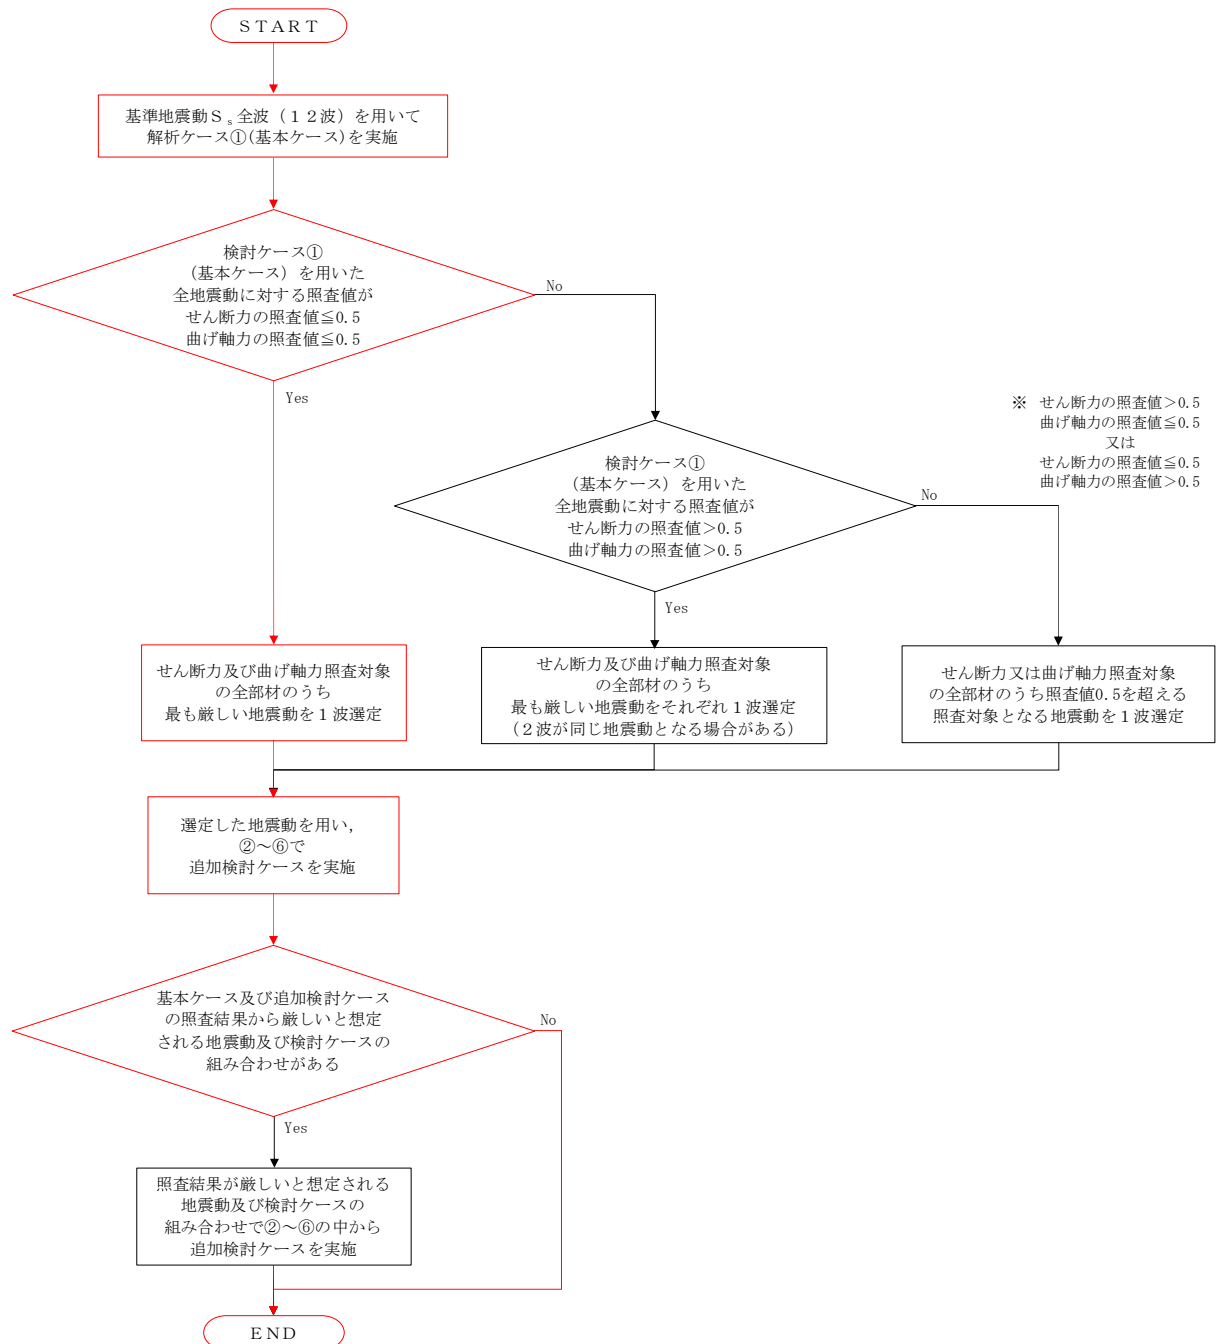 ＳＴＡＲＴ
基準地震動Ｓｓ全波（１２波）を用いて
解析ケース①(基本ケース)を実施
検討ケース①
（基本ケース）を用いた
全地震動に対する照査値が
せん断力の照査値≦0.5
曲げ軸力の照査値≦0.5
No
Yes
※ せん断力の照査値＞0.5
曲げ軸力の照査値≦0.5
又は
せん断力の照査値≦0.5
曲げ軸力の照査値＞0.5
検討ケース①
（基本ケース）を用いた
全地震動に対する照査値が
せん断力の照査値＞0.5
曲げ軸力の照査値＞0.5
No
Yes
せん断力及び曲げ軸力照査対象
の全部材のうち
最も厳しい地震動を１波選定
せん断力及び曲げ軸力照査対象
の全部材のうち
最も厳しい地震動をそれぞれ１波選定
（２波が同じ地震動となる場合がある）
せん断力又は曲げ軸力照査対象
の全部材のうち照査値0.5を超える
照査対象となる地震動を１波選定
選定した地震動を用い，
②～⑥で
追加検討ケースを実施
基本ケース及び追加検討ケース
の照査結果から厳しいと想定
される地震動及び検討ケースの
組み合わせがある
No
Yes
照査結果が厳しいと想定される
地震動及び検討ケースの
組み合わせで②～⑥の中から
追加検討ケースを実施
ＥＮＤ